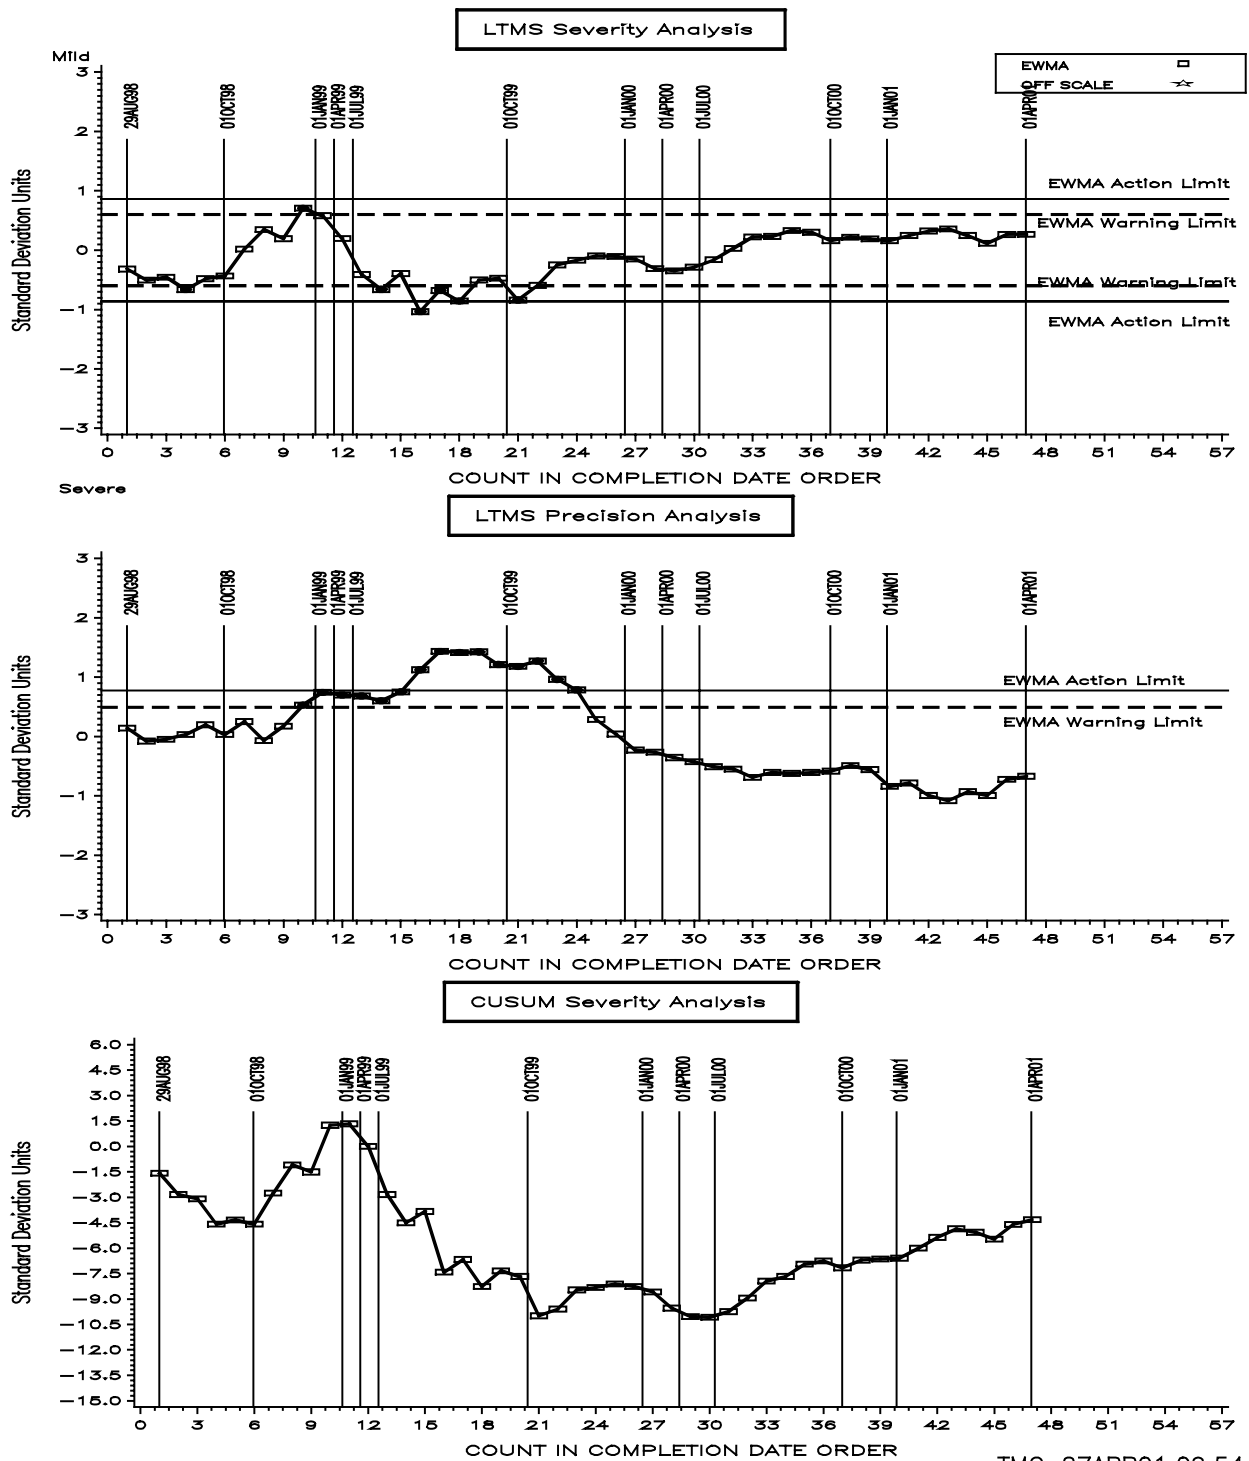 LTMS Severity Analysis
Mild
EWMA
OFF SCALE
29AUG98 01OCT98 01JAN99 01APR99 01JUL99 01OCT99 01JAN00 01APR00 01JUL00 01OCT00 01JAN01 01APR01
3
2
1
0
-1
-2
-3
Standard Deviation Units
EWMA Action Limit
EWMA Warning Limit
EWMA Warning Limit
EWMA Action Limit
0 3 6 9 12 15 18 21 24 27 30 33 36 39 42 45 48 51 54 57
COUNT IN COMPLETION DATE ORDER
Severe
LTMS Precision Analysis
29AUG98 01OCT98 01JAN99 01APR99 01JUL99 01OCT99 01JAN00 01APR00 01JUL00 01OCT00 01JAN01 01APR01
3
2
1
0
-1
-2
-3
Standard Deviation Units
EWMA Action Limit
EWMA Warning Limit
0 3 6 9 12 15 18 21 24 27 30 33 36 39 42 45 48 51 54 57
COUNT IN COMPLETION DATE ORDER
CUSUM Severity Analysis
29AUG98 01OCT98 01JAN99 01APR99 01JUL99 01OCT99 01JAN00 01APR00 01JUL00 01OCT00 01JAN01 01APR01
6.0
4.5
3.0
1.5
0.0
-1.5
-3.0
-4.5
-6.0
-7.5
-9.0
-10.5
-12.0
-13.5
-15.0
Standard Deviation Units
0 3 6 9 12 15 18 21 24 27 30 33 36 39 42 45 48 51 54 57
COUNT IN COMPLETION DATE ORDER